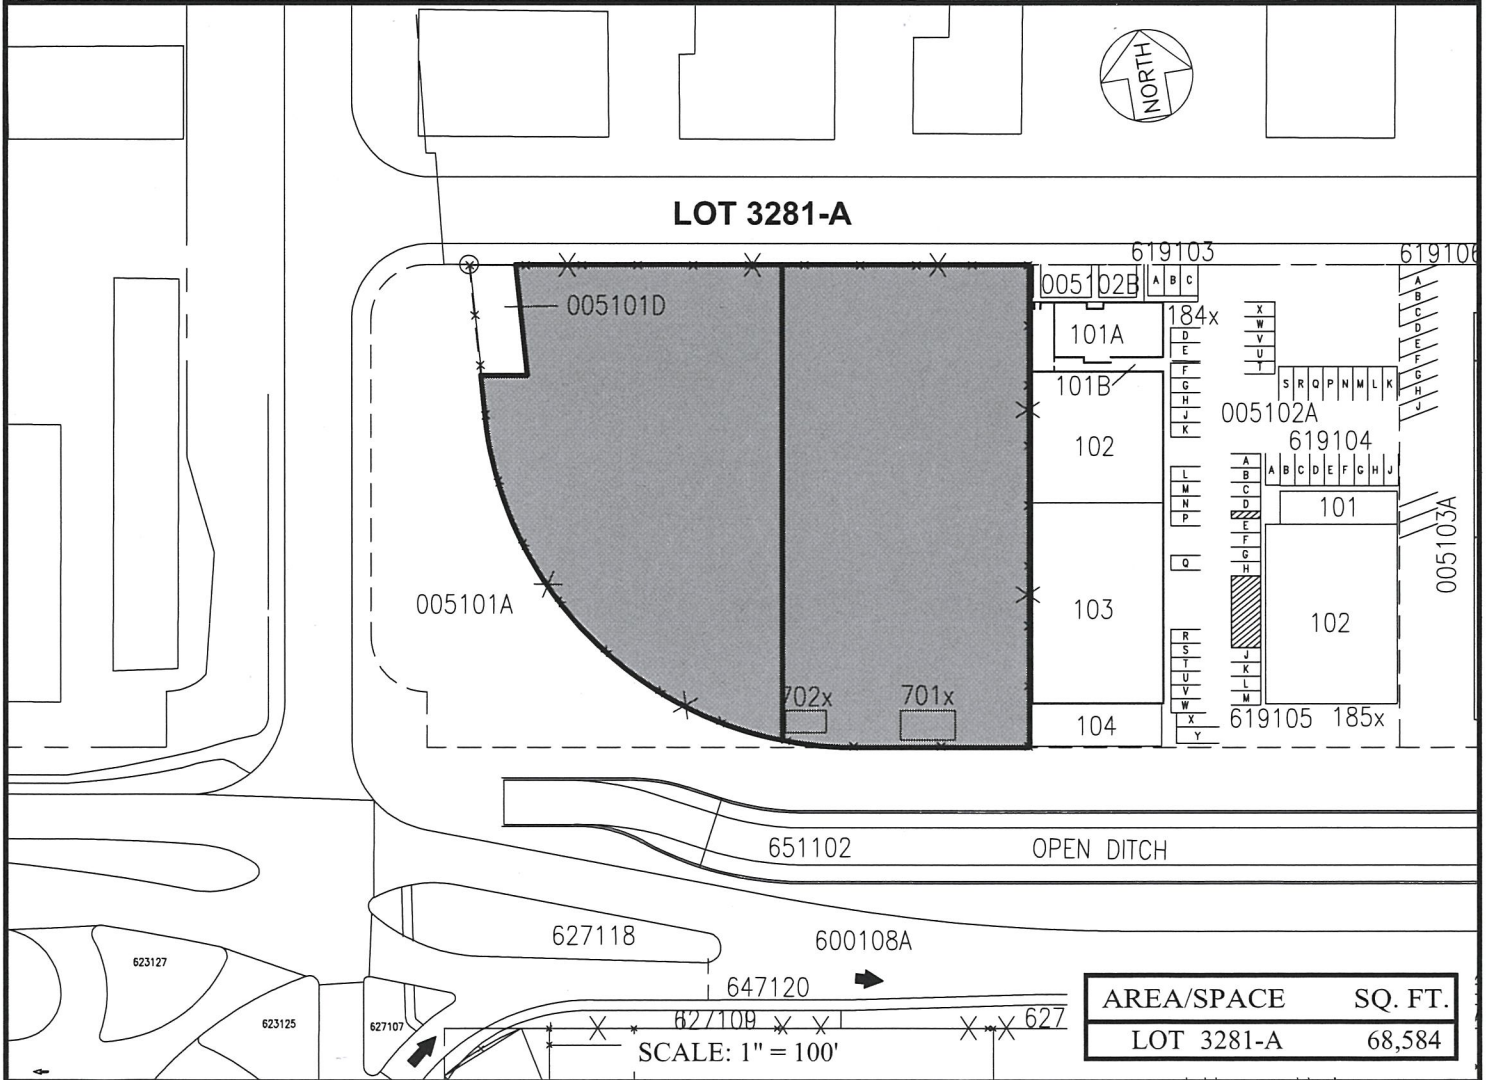 NORTH
LOT 3281-A
619103
619106
005102B
A B C
005101D
184x
101A
101B
D
E
F
G
H
J
K
X
W
V
U
T
A
B
C
D
E
F
G
H
J
S R Q P N M L K
005102A
619104
102
L
M
N
P
A
B
C
D
E
F
G
H
A B C D E F G H J
101
005103A
Q
005101A
103
102
R
S
T
U
V
W
X
Y
J
K
L
M
702x
701x
104
619105
185x
651102
OPEN DITCH
627118
600108A
623127
647120
623125
627107
627109
627
SCALE: 1" = 100'
AREA/SPACE SQ. FT.
LOT 3281-A 68,584